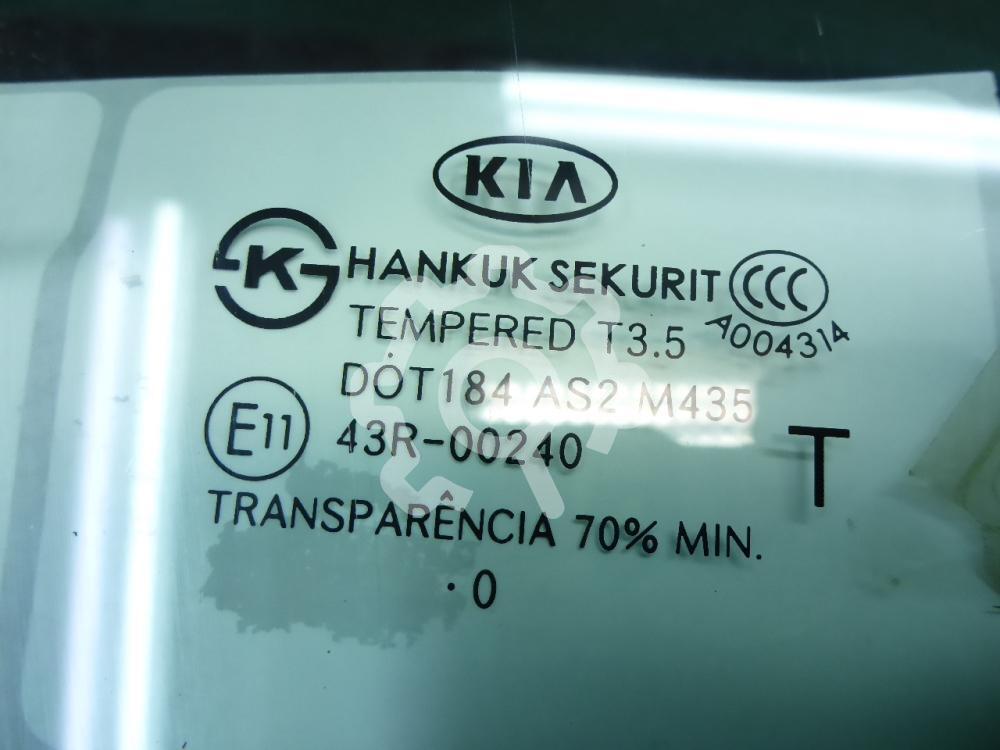 KIA
K HANKUK SEKURIT CCC
TEMPERED T3.5 A004314
DOT184 AS2 M435
E11 43R-00240 T
TRANSPARÊNCIA 70% MIN.
·0